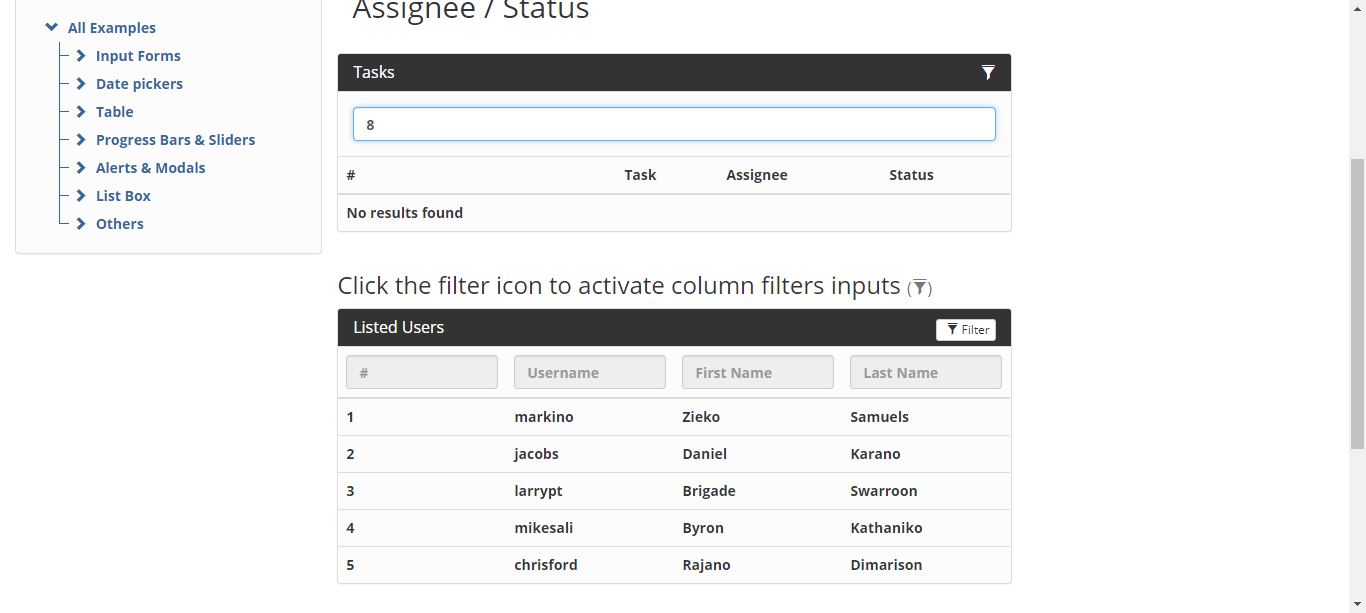 Assignee / Status
All Examples
Input Forms
Date pickers
Table
Progress Bars & Sliders
Alerts & Modals
List Box
Others
Tasks
8
# Task Assignee Status
No results found
Click the filter icon to activate column filters inputs ( )
Listed Users Filter
# Username First Name Last Name
1 markino Zieko Samuels
2 jacobs Daniel Karano
3 larrypt Brigade Swarroon
4 mikesali Byron Kathaniko
5 chrisford Rajano Dimarison